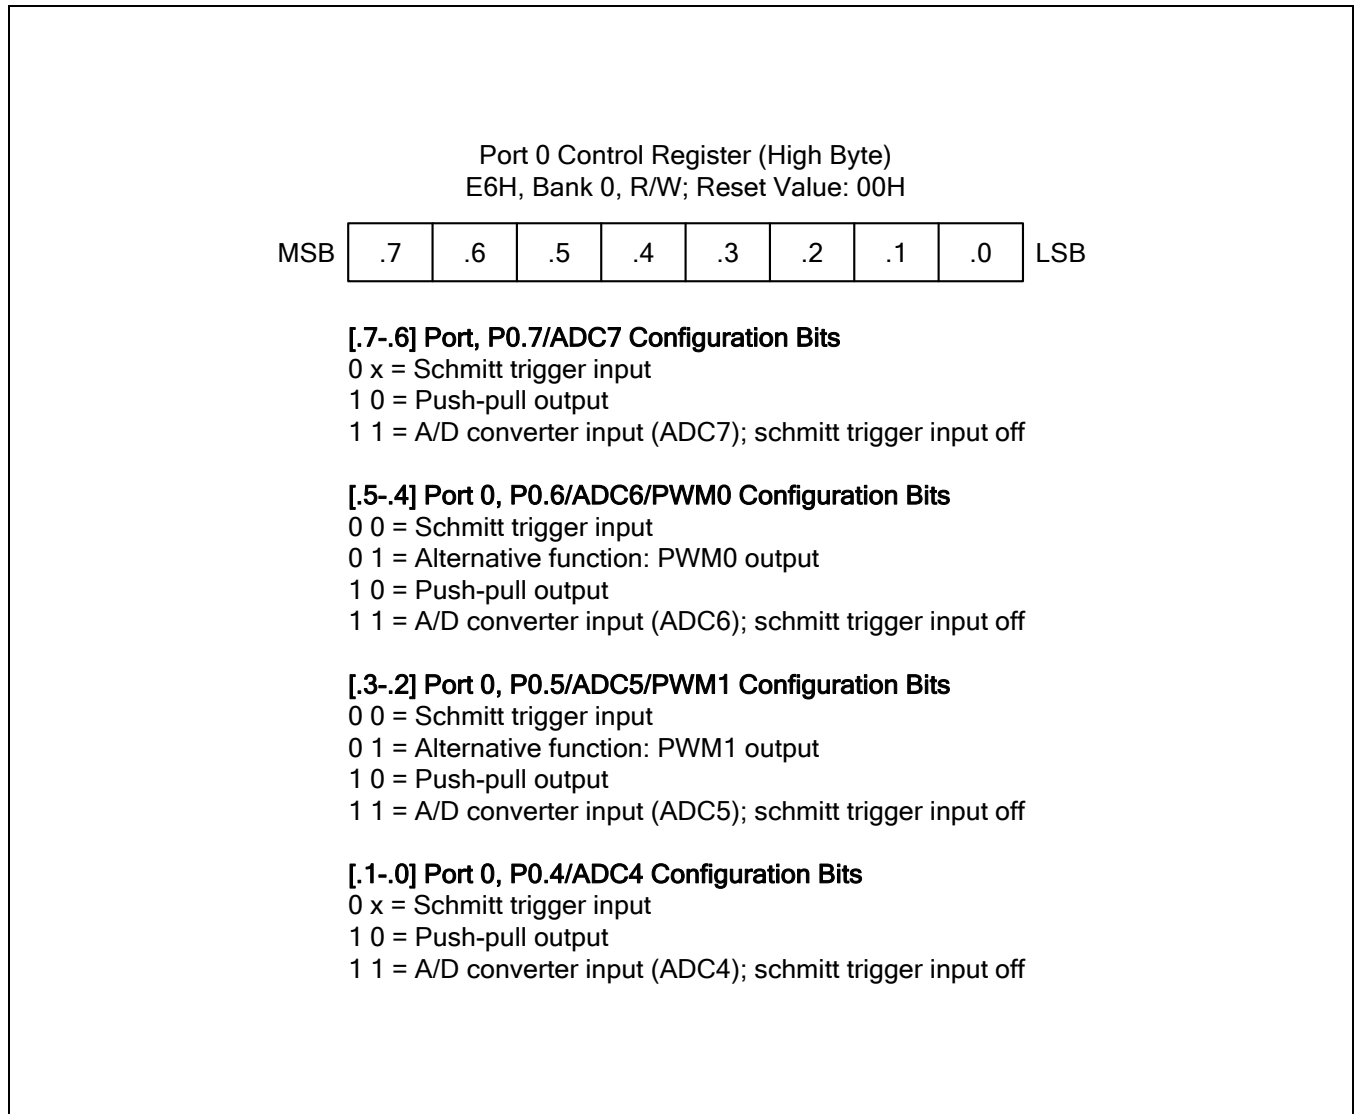 Port 0 Control Register (High Byte)
E6H, Bank 0, R/W; Reset Value: 00H
MSB .7 .6 .5 .4 .3 .2 .1 .0 LSB
[.7-.6] Port, P0.7/ADC7 Configuration Bits
0 x = Schmitt trigger input
1 0 = Push-pull output
1 1 = A/D converter input (ADC7); schmitt trigger input off
[.5-.4] Port 0, P0.6/ADC6/PWM0 Configuration Bits
0 0 = Schmitt trigger input
0 1 = Alternative function: PWM0 output
1 0 = Push-pull output
1 1 = A/D converter input (ADC6); schmitt trigger input off
[.3-.2] Port 0, P0.5/ADC5/PWM1 Configuration Bits
0 0 = Schmitt trigger input
0 1 = Alternative function: PWM1 output
1 0 = Push-pull output
1 1 = A/D converter input (ADC5); schmitt trigger input off
[.1-.0] Port 0, P0.4/ADC4 Configuration Bits
0 x = Schmitt trigger input
1 0 = Push-pull output
1 1 = A/D converter input (ADC4); schmitt trigger input off